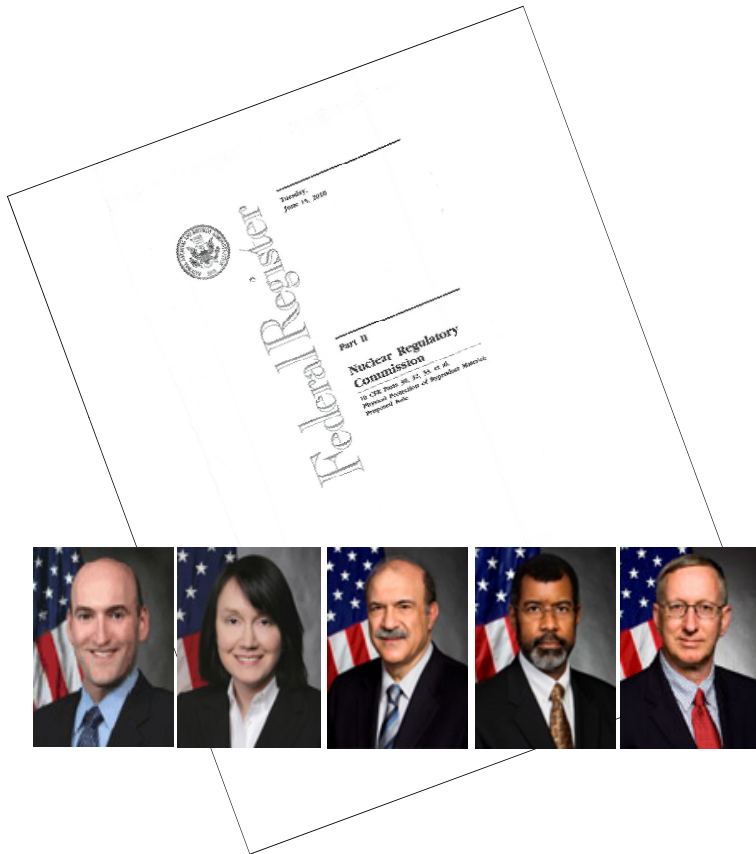 Tuesday,
June 15, 2010
Federal Register
Part II
Nuclear Regulatory
Commission
10 CFR Parts 30, 32, 33, et al.
Physical Protection of Byproduct Material;
Proposed Rule